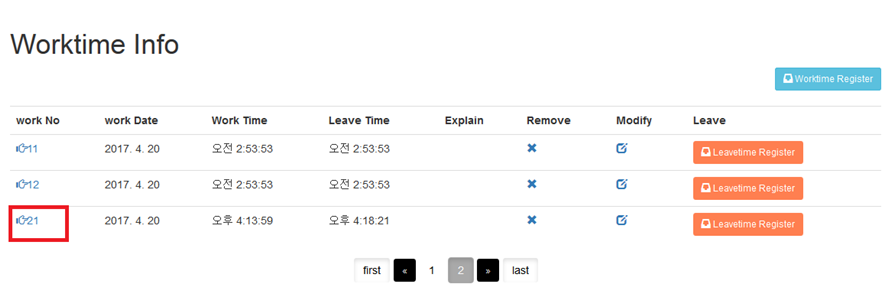 Worktime Info
Worktime Register
work No work Date Work Time Leave Time Explain Remove Modify Leave
11 2017. 4. 20 오전 2:53:53 오전 2:53:53 Leavetime Register
12 2017. 4. 20 오전 2:53:53 오전 2:53:53 Leavetime Register
21 2017. 4. 20 오후 4:13:59 오후 4:18:21 Leavetime Register
first « 1 2 » last